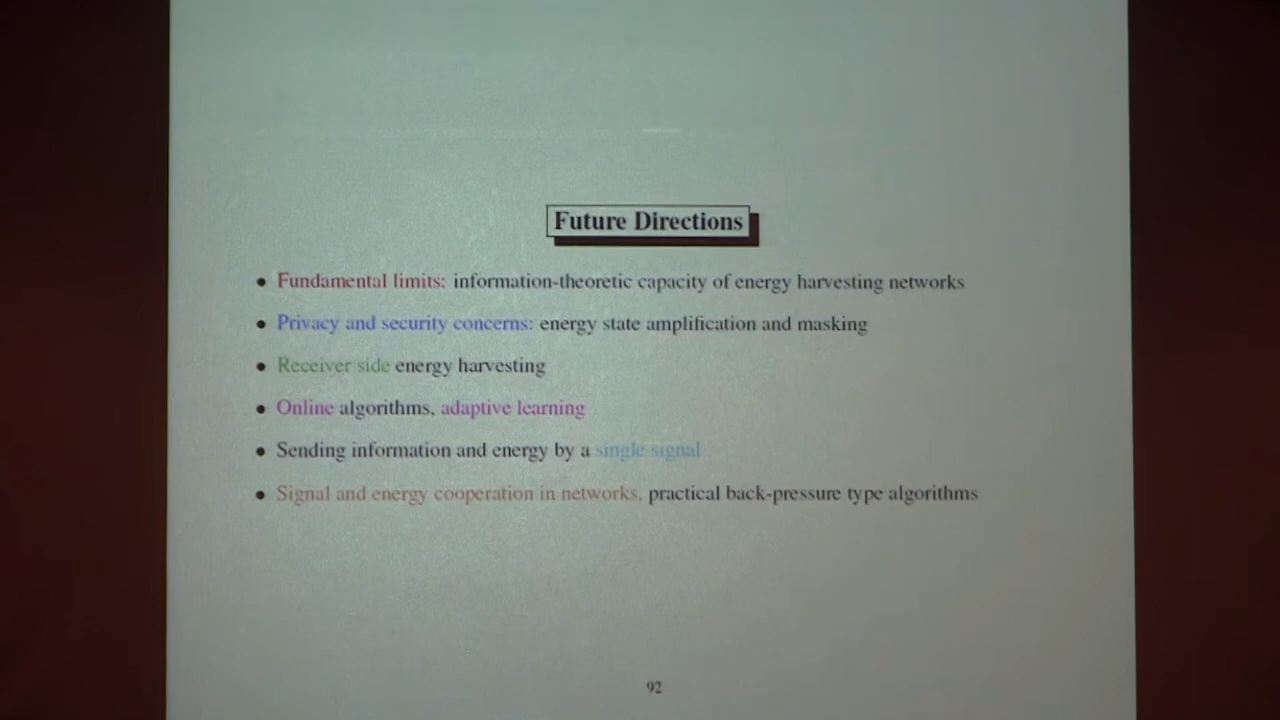 Future Directions
• Fundamental limits: information-theoretic capacity of energy harvesting networks
• Privacy and security concerns: energy state amplification and masking
• Receiver side energy harvesting
• Online algorithms, adaptive learning
• Sending information and energy by a single signal
• Signal and energy cooperation in networks, practical back-pressure type algorithms
92